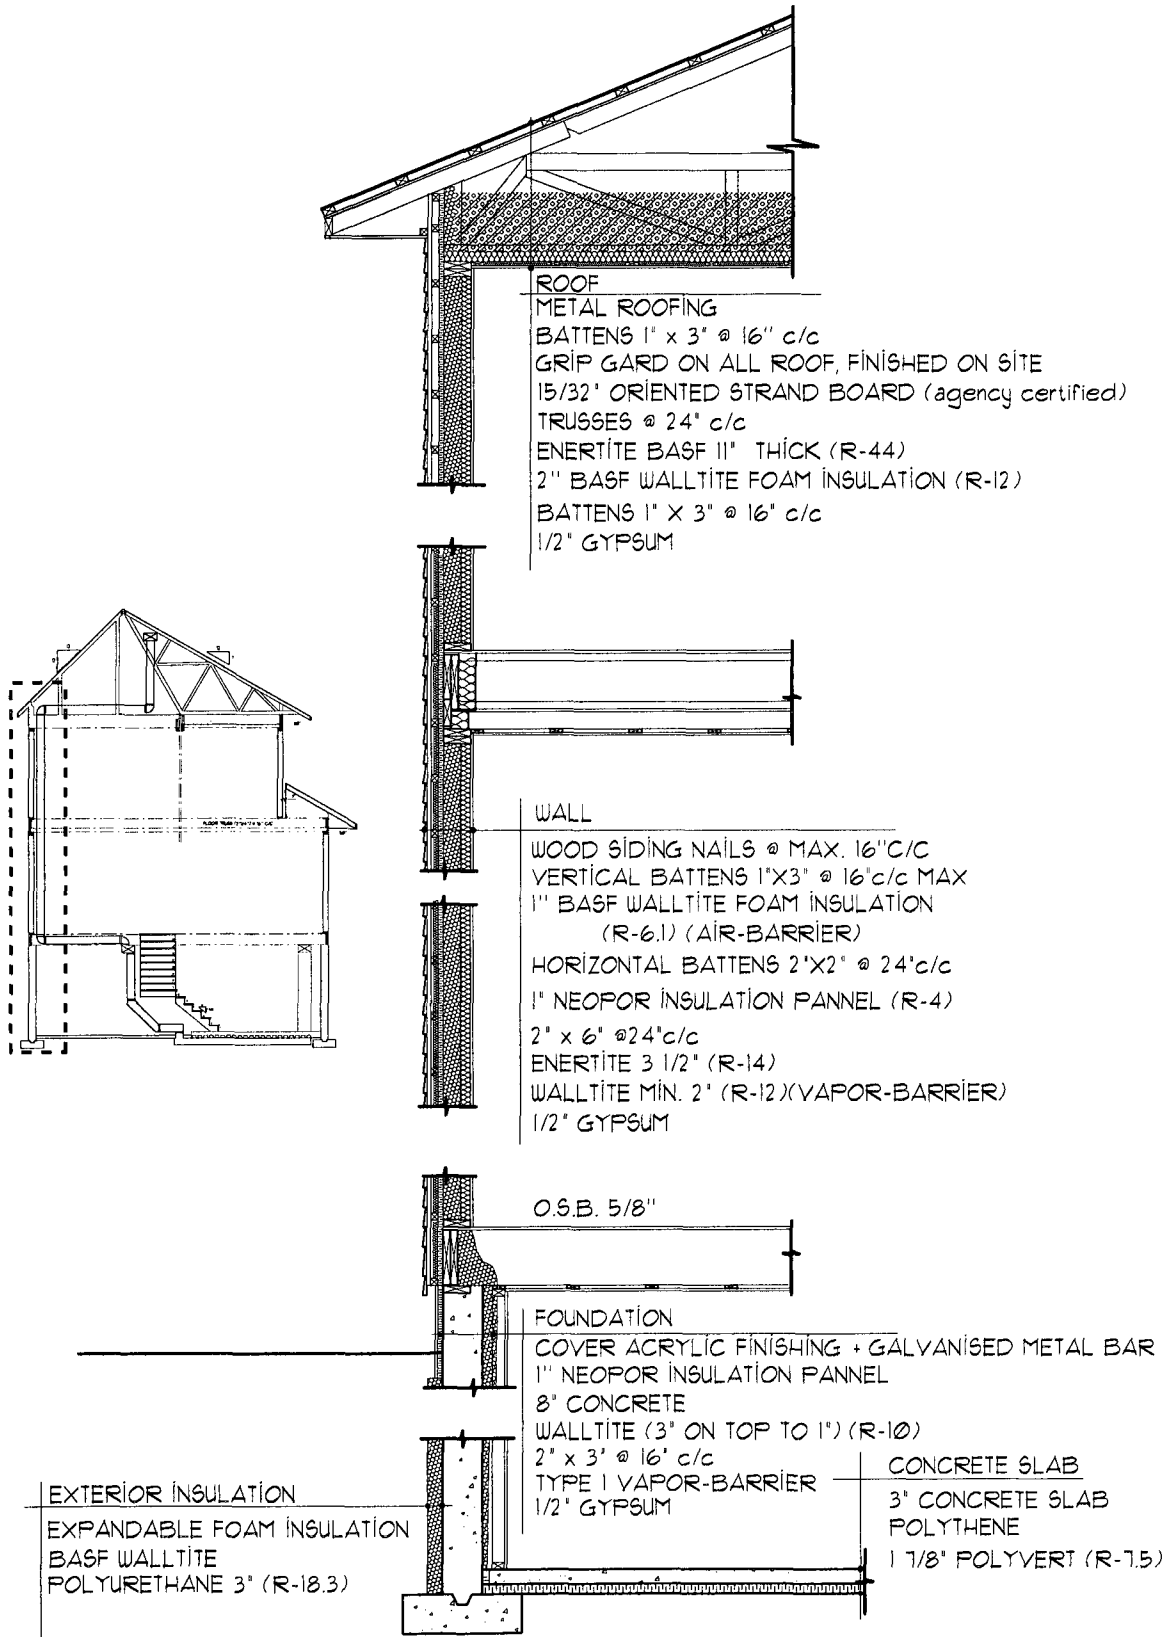 ROOF
METAL ROOFING
BATTENS 1" x 3" @ 16'' c/c
GRIP GARD ON ALL ROOF, FINISHED ON SITE
15/32" ORIENTED STRAND BOARD (agency certified)
TRUSSES @ 24" c/c
ENERTITE BASF 11" THICK (R-44)
2'' BASF WALLTITE FOAM INSULATION (R-12)
BATTENS 1" X 3" @ 16" c/c
1/2" GYPSUM
WALL
WOOD SIDING NAILS @ MAX. 16''C/C
VERTICAL BATTENS 1"X3" @ 16"c/c MAX
1'' BASF WALLTITE FOAM INSULATION
(R-6.1) (AIR-BARRIER)
HORIZONTAL BATTENS 2"X2" @ 24"c/c
1" NEOPOR INSULATION PANNEL (R-4)
2" x 6" @24"c/c
ENERTITE 3 1/2" (R-14)
WALLTITE MIN. 2" (R-12)(VAPOR-BARRIER)
1/2" GYPSUM
O.S.B. 5/8''
FOUNDATION
COVER ACRYLIC FINISHING + GALVANISED METAL BAR
1'' NEOPOR INSULATION PANNEL
8" CONCRETE
WALLTITE (3" ON TOP TO 1") (R-10)
2" x 3" @ 16" c/c
TYPE 1 VAPOR-BARRIER
1/2" GYPSUM
CONCRETE SLAB
3" CONCRETE SLAB
POLYTHENE
1 7/8" POLYVERT (R-7.5)
EXTERIOR INSULATION
EXPANDABLE FOAM INSULATION
BASF WALLTITE
POLYURETHANE 3" (R-18.3)